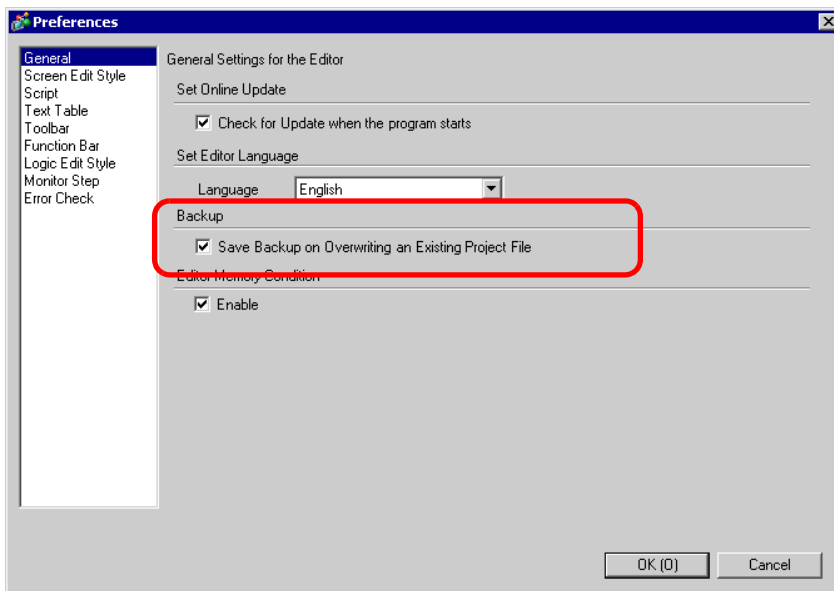 Preferences
General
Screen Edit Style
Script
Text Table
Toolbar
Function Bar
Logic Edit Style
Monitor Step
Error Check
General Settings for the Editor
Set Online Update
Check for Update when the program starts
Set Editor Language
Language English
Backup
Save Backup on Overwriting an Existing Project File
Editor Memory Condition
Enable
OK (O) Cancel